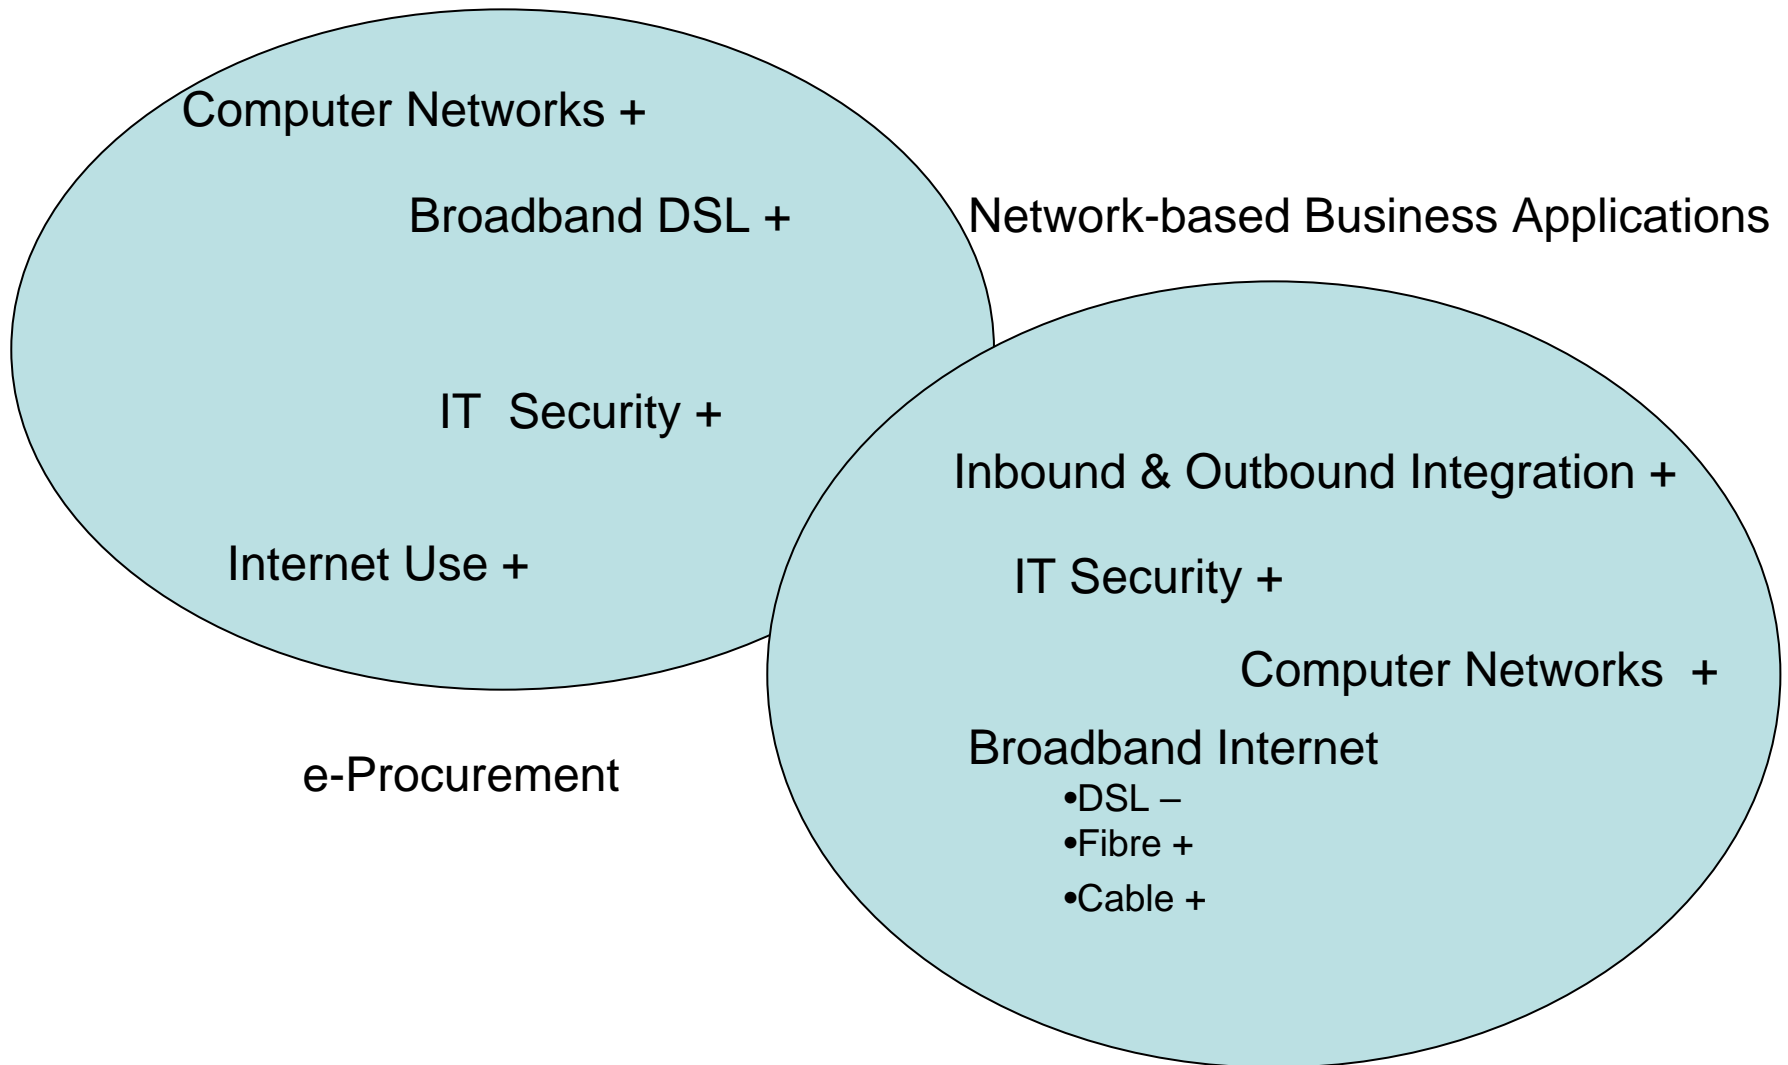 Computer Networks +
Broadband DSL +
IT Security +
Internet Use +
e-Procurement
Network-based Business Applications
Inbound & Outbound Integration +
IT Security +
Computer Networks +
Broadband Internet
•DSL –
•Fibre +
•Cable +